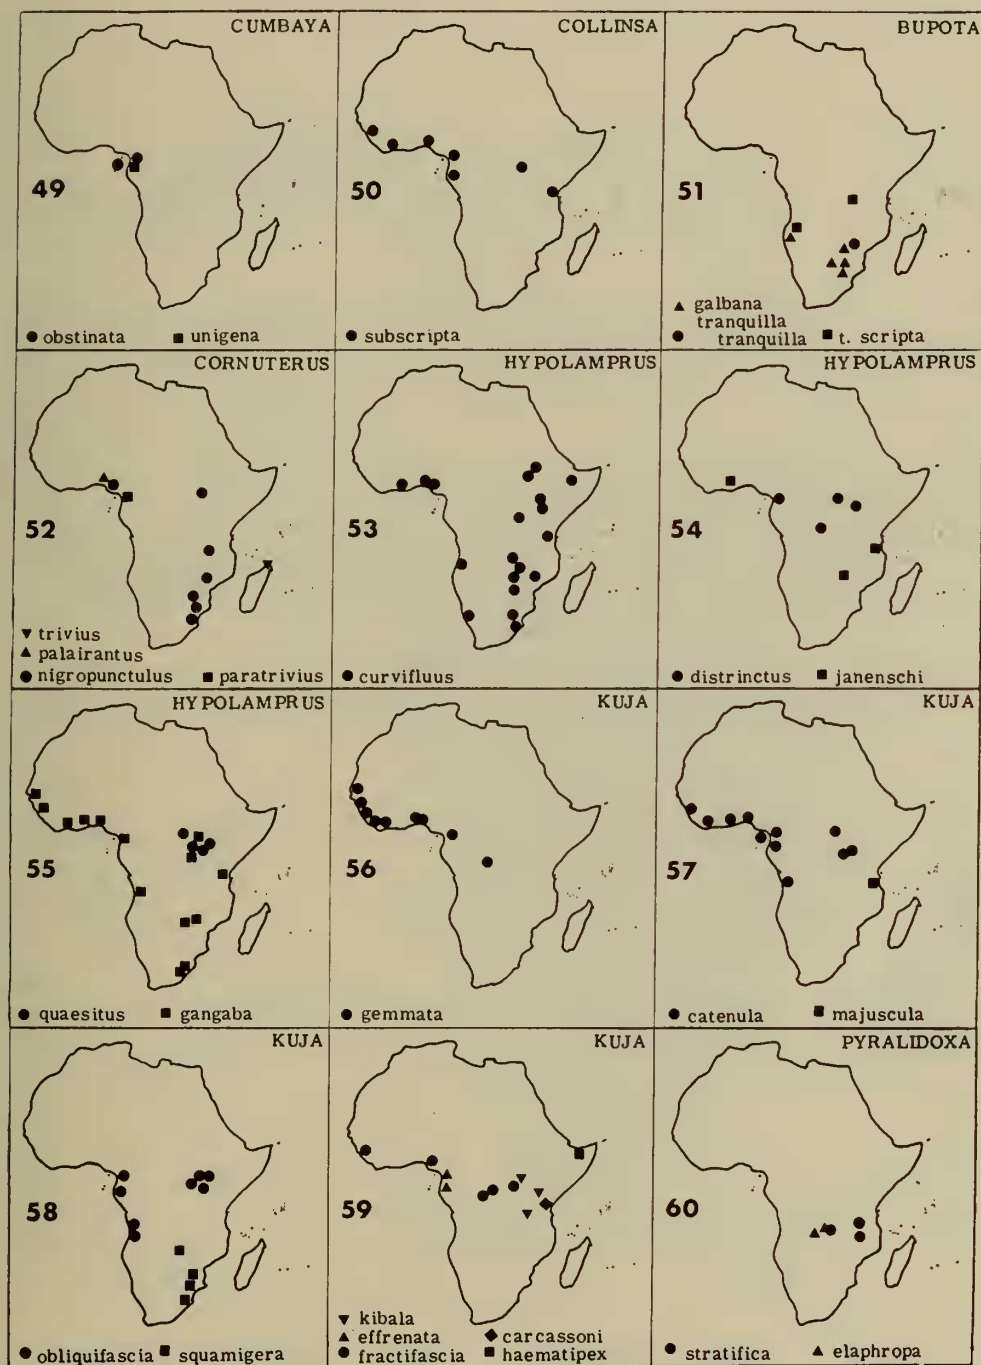 CUMBAYA
49
● obstinata ■ unigena
COLLINSA
50
● subscripta
BUPOTA
51
▲ galbana
tranquilla
● tranquilla ■ t. scripta
CORNUTERUS
52
▼ trivius
▲ palairantus
● nigropunctulus ■ paratrivius
HYPOLAMPRUS
53
● curvifluus
HYPOLAMPRUS
54
● distrinctus ■ janenschi
HYPOLAMPRUS
55
● quaesitus ■ gangaba
KUJA
56
● gemmata
KUJA
57
● catenula ■ majuscula
KUJA
58
● obliquifascia ■ squamigera
KUJA
59
▼ kibala
▲ effrenata ◆ carcassoni
● fractifascia ■ haematipex
PYRALIDOXA
60
● stratifica ▲ elaphropa